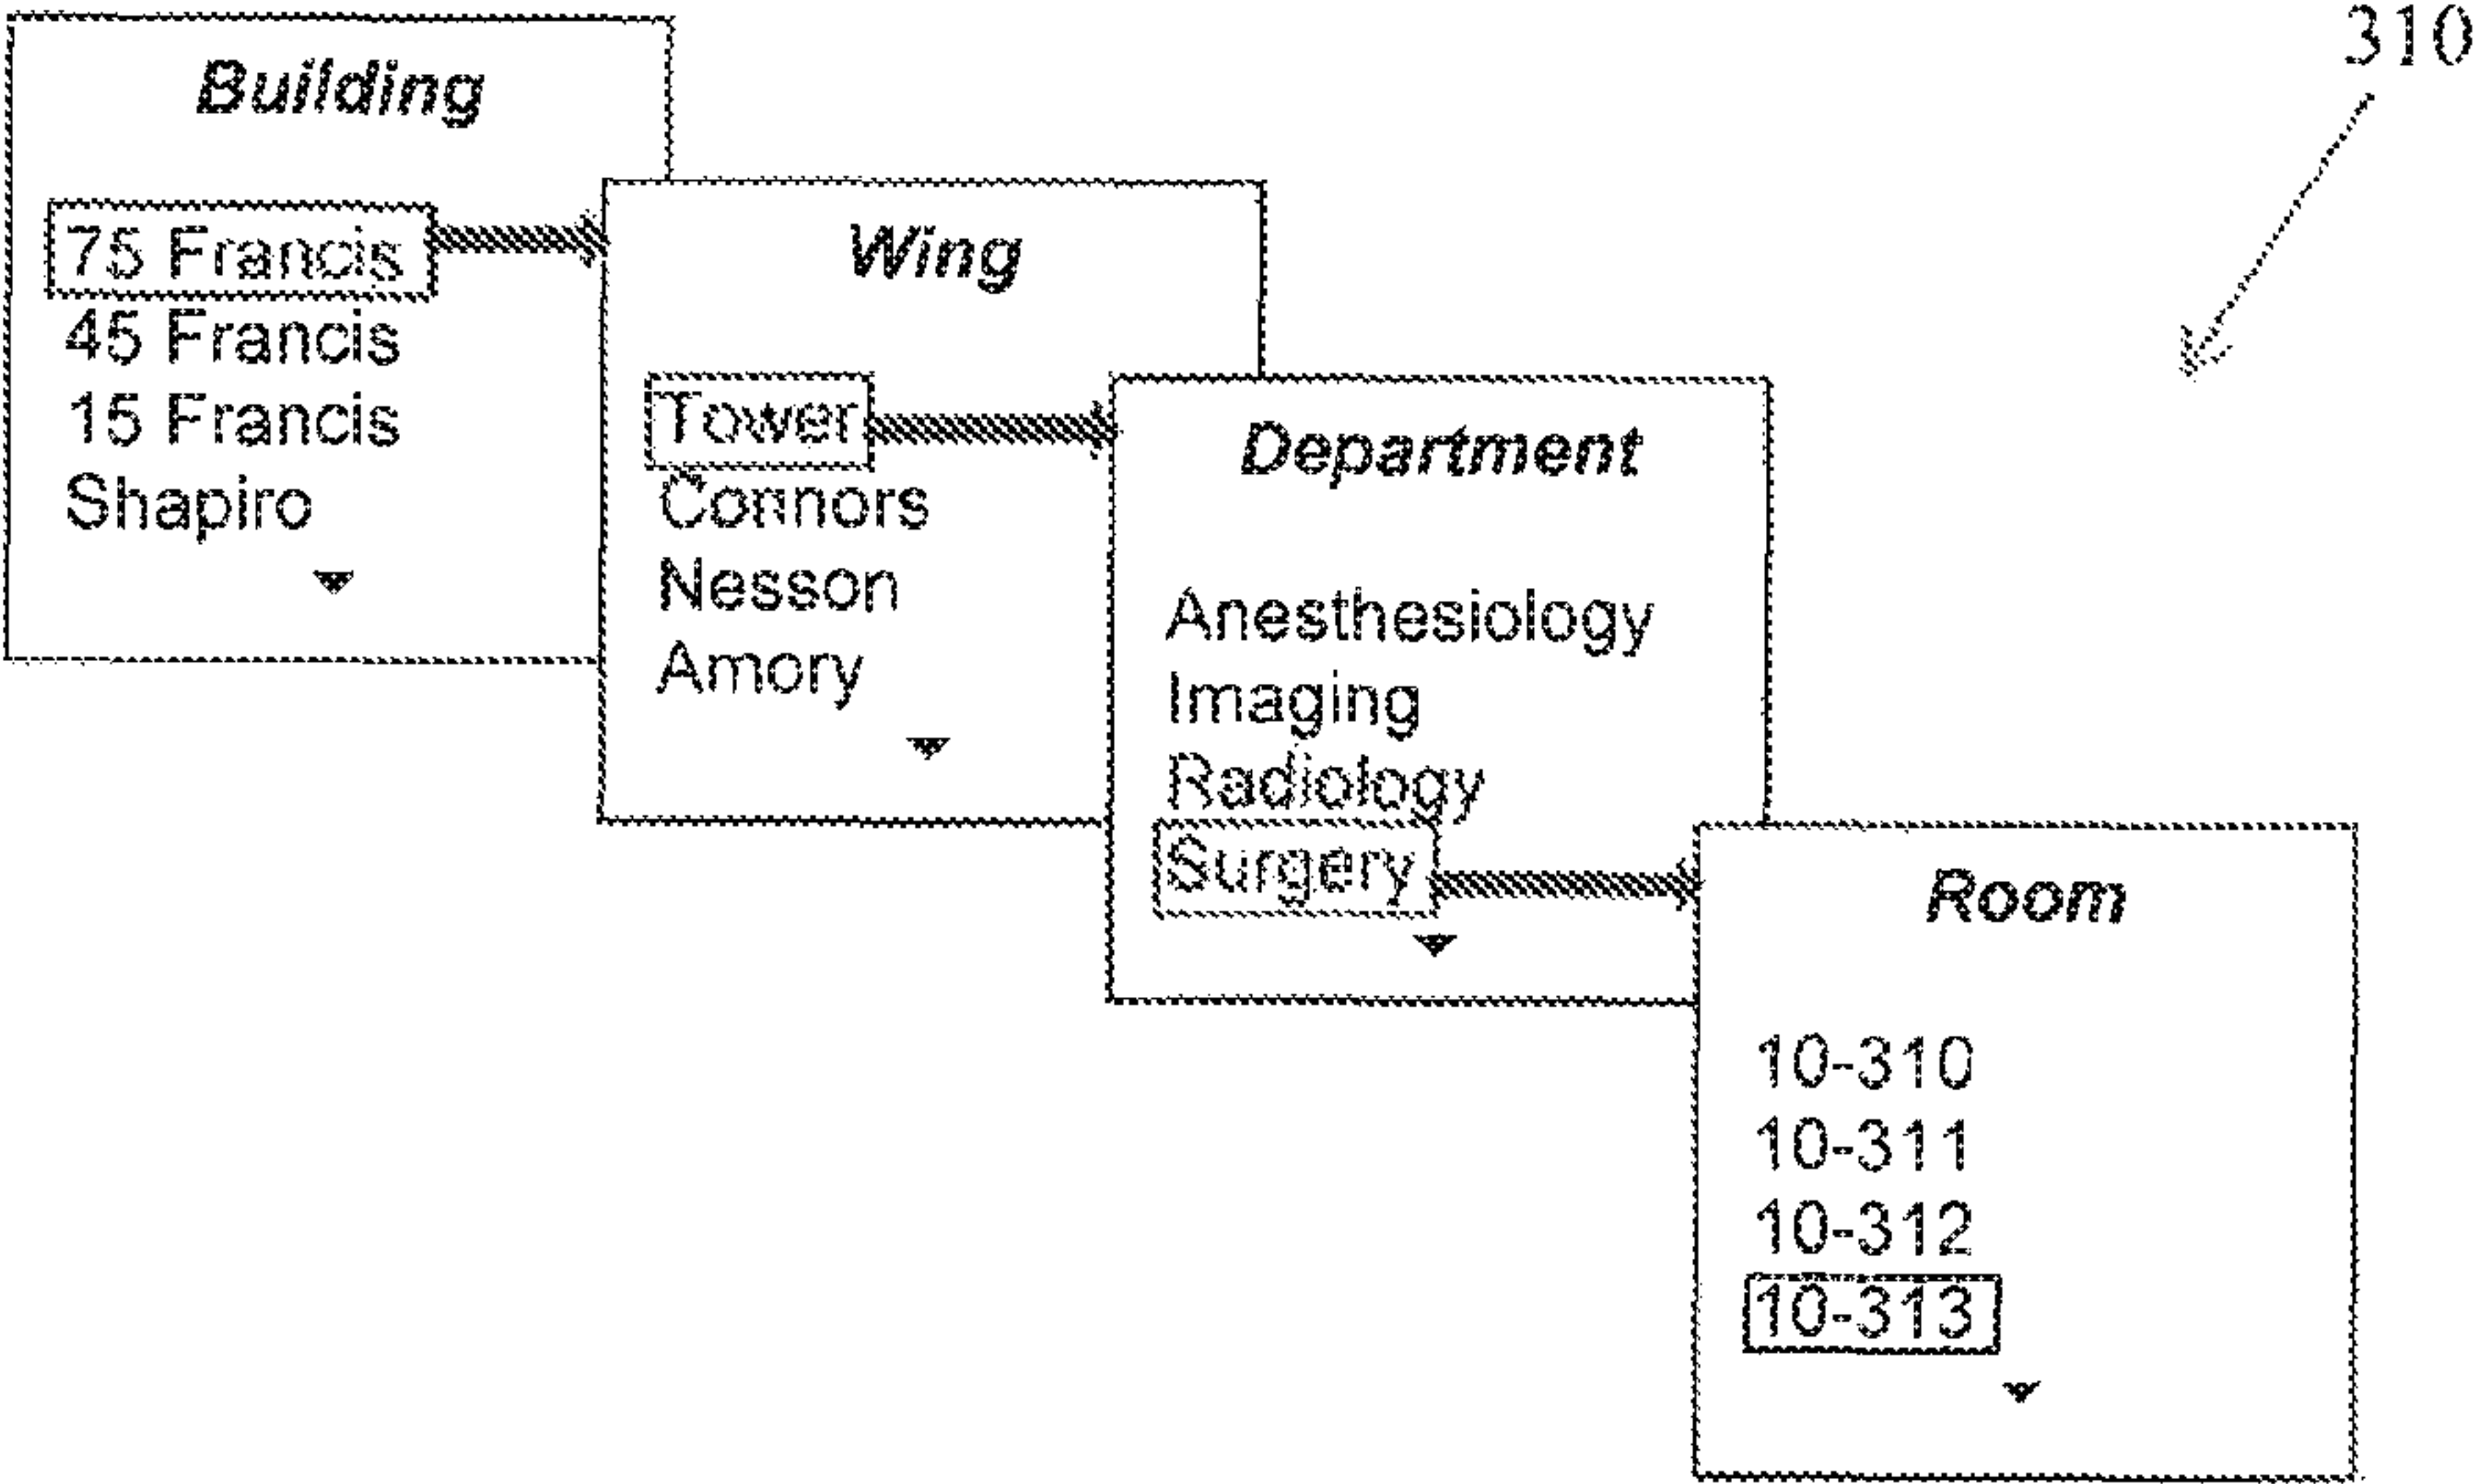 310
Building
75 Francis
45 Francis
15 Francis
Shapiro
Wing
Tower
Connors
Nesson
Amory
Department
Anesthesiology
Imaging
Radiology
Surgery
Room
10-310
10-311
10-312
10-313